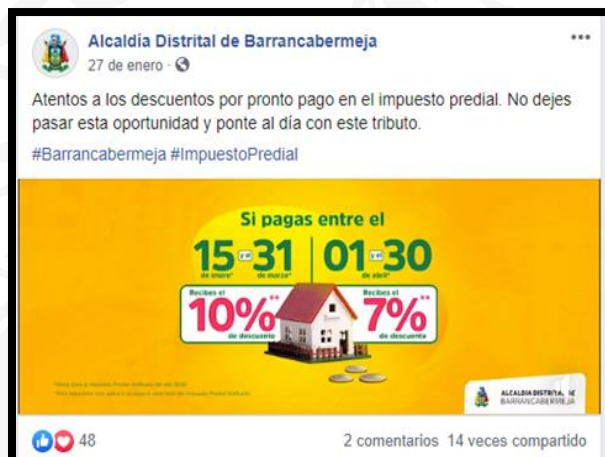 Alcaldía Distrital de Barrancabermeja
27 de enero ·
Atentos a los descuentos por pronto pago en el impuesto predial. No dejes
pasar esta oportunidad y ponte al día con este tributo.
#Barrancabermeja #ImpuestoPredial
Si pagas entre el
15 y el 31 | 01 y el 30
de enero* de marzo* de abril*
Recibes el Recibes el
10%** 7%**
de descuento de descuento
ALCALDÍA DISTRITAL DE
BARRANCABERMEJA
48 2 comentarios 14 veces compartido